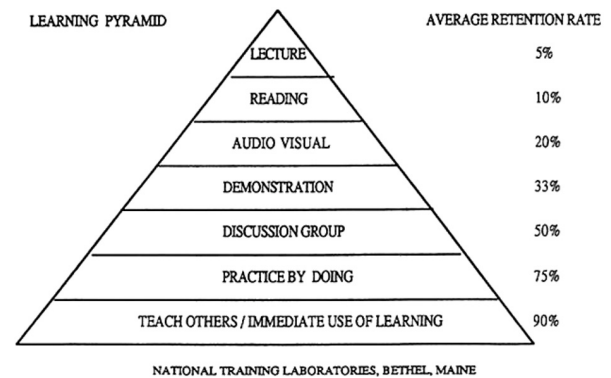 LEARNING PYRAMID AVERAGE RETENTION RATE
LECTURE 5%
READING 10%
AUDIO VISUAL 20%
DEMONSTRATION 33%
DISCUSSION GROUP 50%
PRACTICE BY DOING 75%
TEACH OTHERS / IMMEDIATE USE OF LEARNING 90%
NATIONAL TRAINING LABORATORIES, BETHEL, MAINE